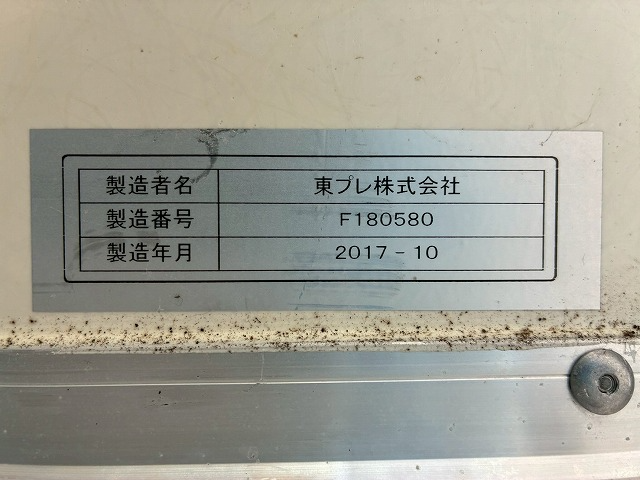 製造者名 東プレ株式会社
製造番号 F180580
製造年月 2017-10